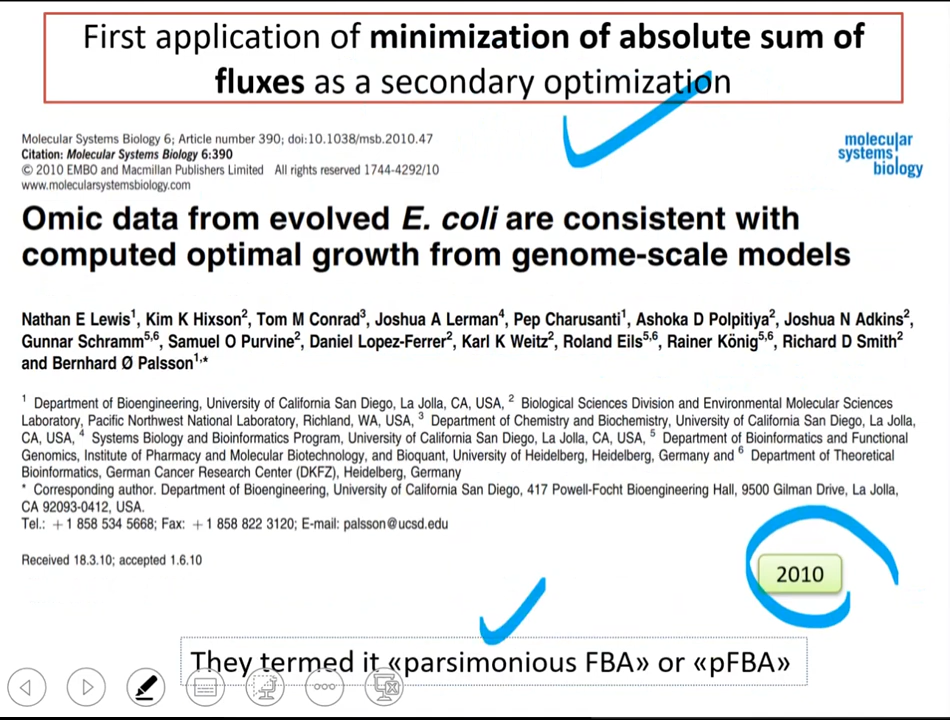 First application of minimization of absolute sum of
fluxes as a secondary optimization
Molecular Systems Biology 6; Article number 390; doi:10.1038/msb.2010.47
Citation: Molecular Systems Biology 6:390
© 2010 EMBO and Macmillan Publishers Limited All rights reserved 1744-4292/10
www.molecularsystemsbiology.com
molecular
systems
biology
Omic data from evolved E. coli are consistent with
computed optimal growth from genome-scale models
Nathan E Lewis¹, Kim K Hixson², Tom M Conrad³, Joshua A Lerman⁴, Pep Charusanti¹, Ashoka D Polpitiya², Joshua N Adkins²,
Gunnar Schramm⁵,⁶, Samuel O Purvine², Daniel Lopez-Ferrer², Karl K Weitz², Roland Eils⁵,⁶, Rainer König⁵,⁶, Richard D Smith²
and Bernhard Ø Palsson¹,*
¹ Department of Bioengineering, University of California San Diego, La Jolla, CA, USA, ² Biological Sciences Division and Environmental Molecular Sciences
Laboratory, Pacific Northwest National Laboratory, Richland, WA, USA, ³ Department of Chemistry and Biochemistry, University of California San Diego, La Jolla,
CA, USA, ⁴ Systems Biology and Bioinformatics Program, University of California San Diego, La Jolla, CA, USA, ⁵ Department of Bioinformatics and Functional
Genomics, Institute of Pharmacy and Molecular Biotechnology, and Bioquant, University of Heidelberg, Heidelberg, Germany and ⁶ Department of Theoretical
Bioinformatics, German Cancer Research Center (DKFZ), Heidelberg, Germany
* Corresponding author. Department of Bioengineering, University of California San Diego, 417 Powell-Focht Bioengineering Hall, 9500 Gilman Drive, La Jolla,
CA 92093-0412, USA.
Tel.: +1 858 534 5668; Fax: +1 858 822 3120; E-mail: palsson@ucsd.edu
Received 18.3.10; accepted 1.6.10
2010
They termed it «parsimonious FBA» or «pFBA»